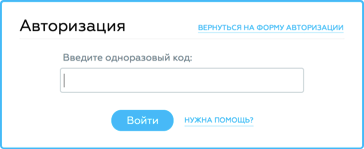 Авторизация
ВЕРНУТЬСЯ НА ФОРМУ АВТОРИЗАЦИИ
Введите одноразовый код:
Войти
НУЖНА ПОМОЩЬ?